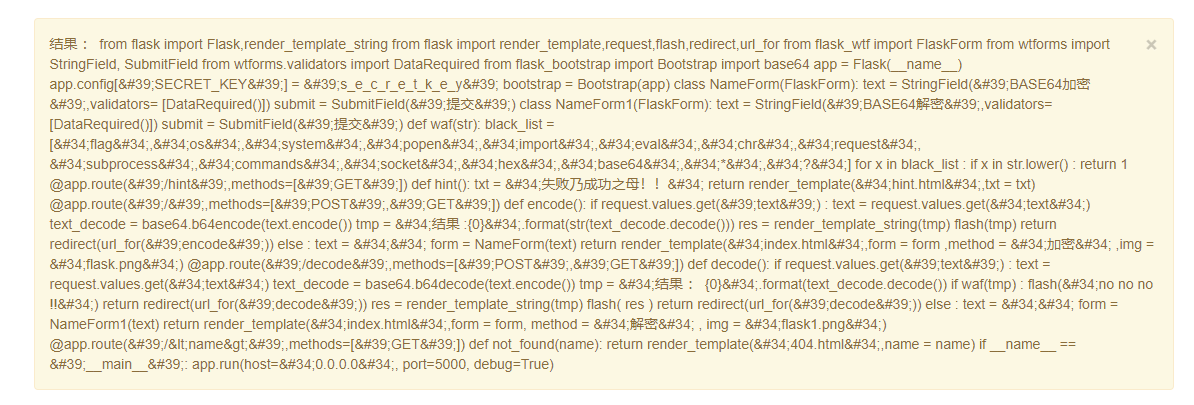 结果 ： from flask import Flask,render_template_string from flask import render_template,request,flash,redirect,url_for from flask_wtf import FlaskForm from wtforms import ×
StringField, SubmitField from wtforms.validators import DataRequired from flask_bootstrap import Bootstrap import base64 app = Flask(__name__)
app.config[&#39;SECRET_KEY&#39;] = &#39;s_e_c_r_e_t_k_e_y&#39; bootstrap = Bootstrap(app) class NameForm(FlaskForm): text = StringField(&#39;BASE64加密
&#39;,validators= [DataRequired()]) submit = SubmitField(&#39;提交&#39;) class NameForm1(FlaskForm): text = StringField(&#39;BASE64解密&#39;,validators=
[DataRequired()]) submit = SubmitField(&#39;提交&#39;) def waf(str): black_list =
[&#34;flag&#34;,&#34;os&#34;,&#34;system&#34;,&#34;popen&#34;,&#34;import&#34;,&#34;eval&#34;,&#34;chr&#34;,&#34;request&#34;,
&#34;subprocess&#34;,&#34;commands&#34;,&#34;socket&#34;,&#34;hex&#34;,&#34;base64&#34;,&#34;*&#34;,&#34;?&#34;] for x in black_list : if x in str.lower() : return 1
@app.route(&#39;/hint&#39;,methods=[&#39;GET&#39;]) def hint(): txt = &#34;失败乃成功之母！！&#34; return render_template(&#34;hint.html&#34;,txt = txt)
@app.route(&#39;/&#39;,methods=[&#39;POST&#39;,&#39;GET&#39;]) def encode(): if request.values.get(&#39;text&#39;) : text = request.values.get(&#34;text&#34;)
text_decode = base64.b64encode(text.encode()) tmp = &#34;结果 :{0}&#34;.format(str(text_decode.decode())) res = render_template_string(tmp) flash(tmp) return
redirect(url_for(&#39;encode&#39;)) else : text = &#34;&#34; form = NameForm(text) return render_template(&#34;index.html&#34;,form = form ,method = &#34;加密&#34; ,img =
&#34;flask.png&#34;) @app.route(&#39;/decode&#39;,methods=[&#39;POST&#39;,&#39;GET&#39;]) def decode(): if request.values.get(&#39;text&#39;) : text =
request.values.get(&#34;text&#34;) text_decode = base64.b64decode(text.encode()) tmp = &#34;结果 ： {0}&#34;.format(text_decode.decode()) if waf(tmp) : flash(&#34;no no no
!!&#34;) return redirect(url_for(&#39;decode&#39;)) res = render_template_string(tmp) flash( res ) return redirect(url_for(&#39;decode&#39;)) else : text = &#34;&#34; form =
NameForm1(text) return render_template(&#34;index.html&#34;,form = form, method = &#34;解密&#34; , img = &#34;flask1.png&#34;)
@app.route(&#39;/&lt;name&gt;&#39;,methods=[&#39;GET&#39;]) def not_found(name): return render_template(&#34;404.html&#34;,name = name) if __name__ ==
&#39;__main__&#39;: app.run(host=&#34;0.0.0.0&#34;, port=5000, debug=True)